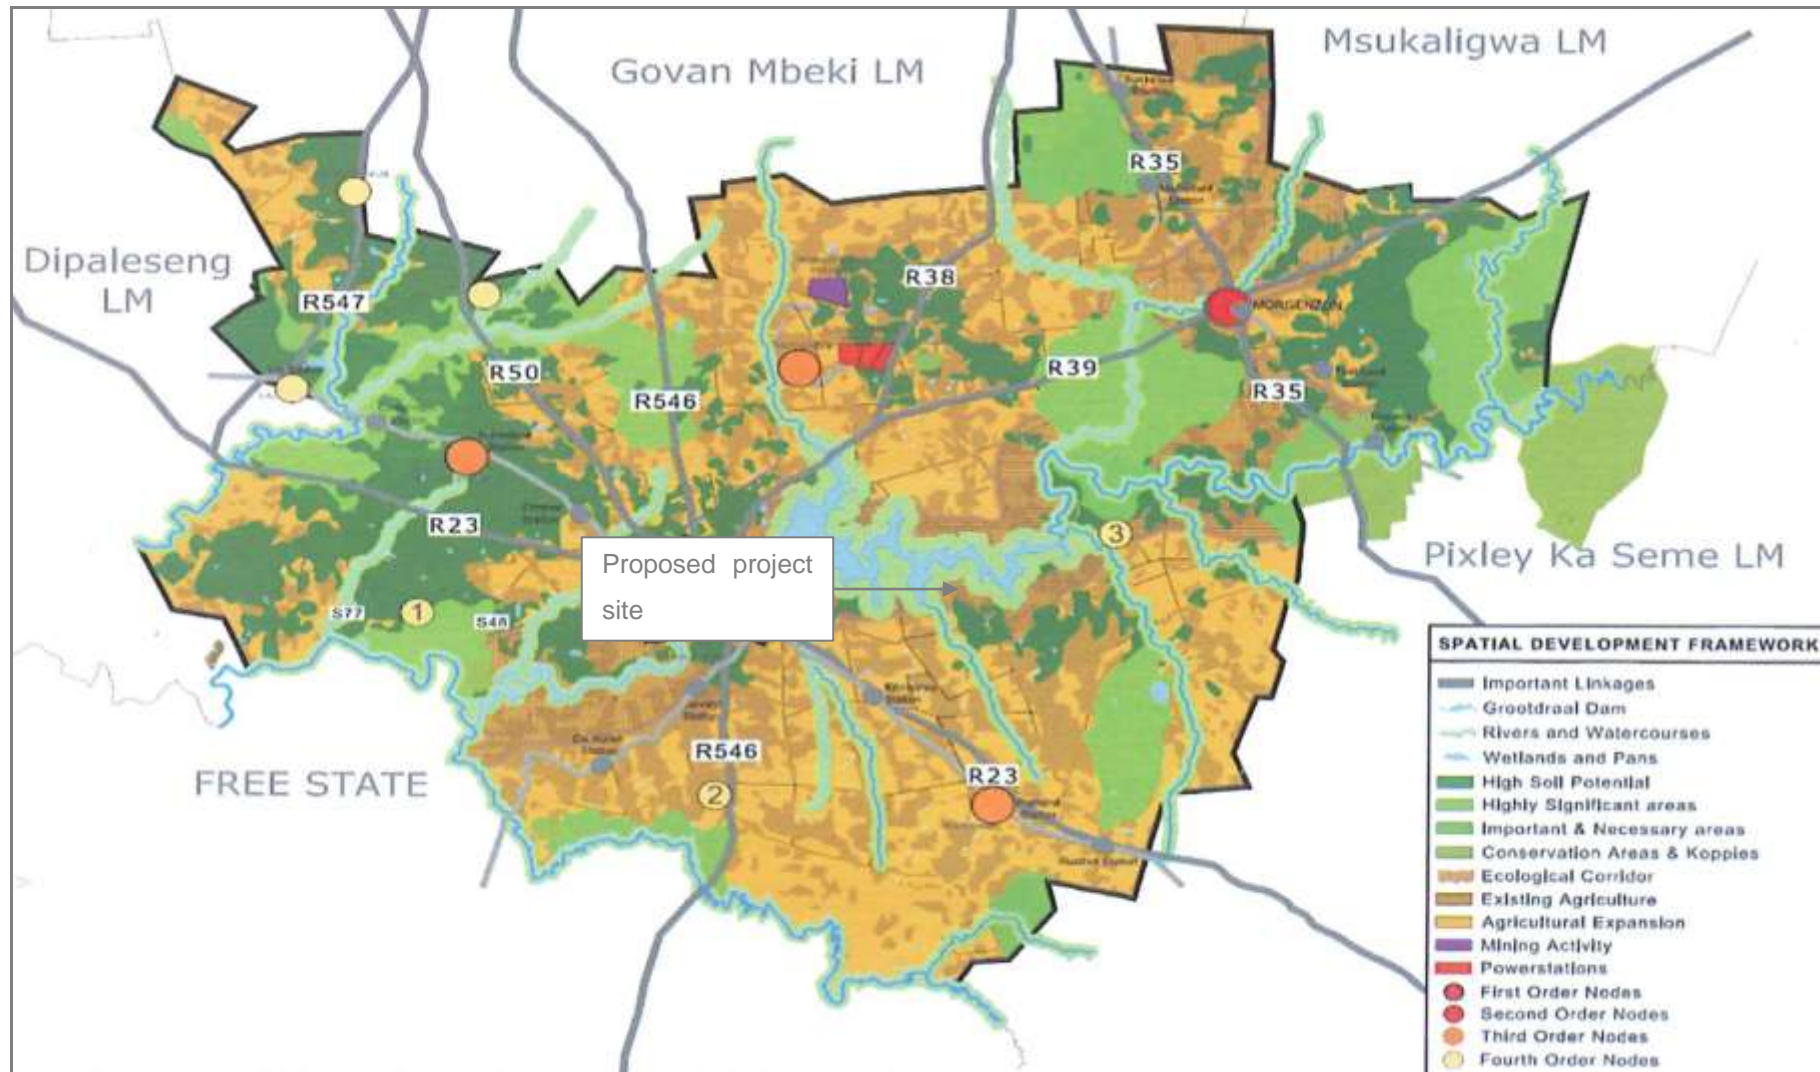 Msukaligwa LM
Govan Mbeki LM
Dipaleseng
LM
R35
R547
R38
MORGENZON
R50
R39
R546
R35
R23
3
Proposed project
site
Pixley Ka Seme LM
S77
1
S48
FREE STATE
R546
2
R23
SPATIAL DEVELOPMENT FRAMEWORK
Important Linkages
Grootdraai Dam
Rivers and Watercourses
Wetlands and Pans
High Soil Potential
Highly Significant areas
Important & Necessary areas
Conservation Areas & Koppies
Ecological Corridor
Existing Agriculture
Agricultural Expansion
Mining Activity
Powerstations
First Order Nodes
Second Order Nodes
Third Order Nodes
Fourth Order Nodes